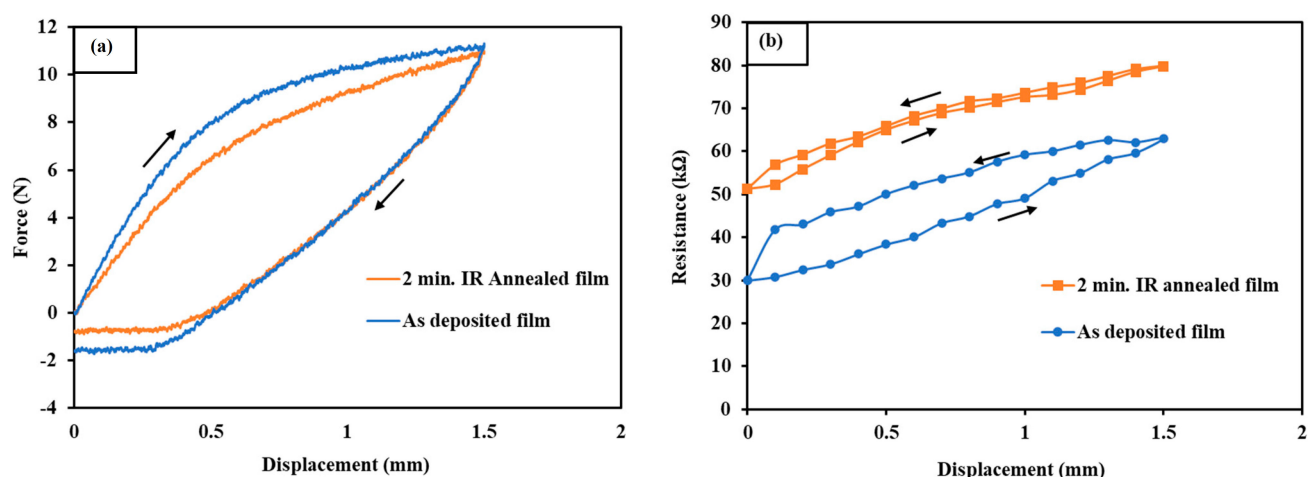 (a)
12
10
8
6
4
2
0
-2
-4
Force (N)
0 0.5 1 1.5 2
Displacement (mm)
2 min. IR Annealed film
As deposited film
(b)
90
80
70
60
50
40
30
20
10
0
Resistance (kΩ)
0 0.5 1 1.5 2
Displacement (mm)
2 min. IR annealed film
As deposited film